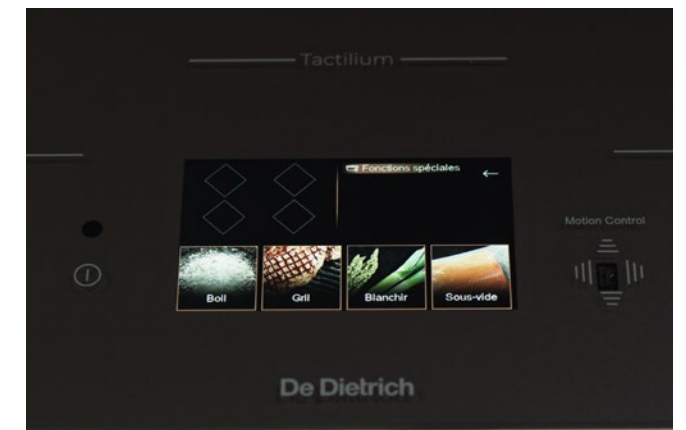 Tactilium
Fonctions spéciales
Motion Control
Boil
Gril
Blanchir
Sous-vide
De Dietrich